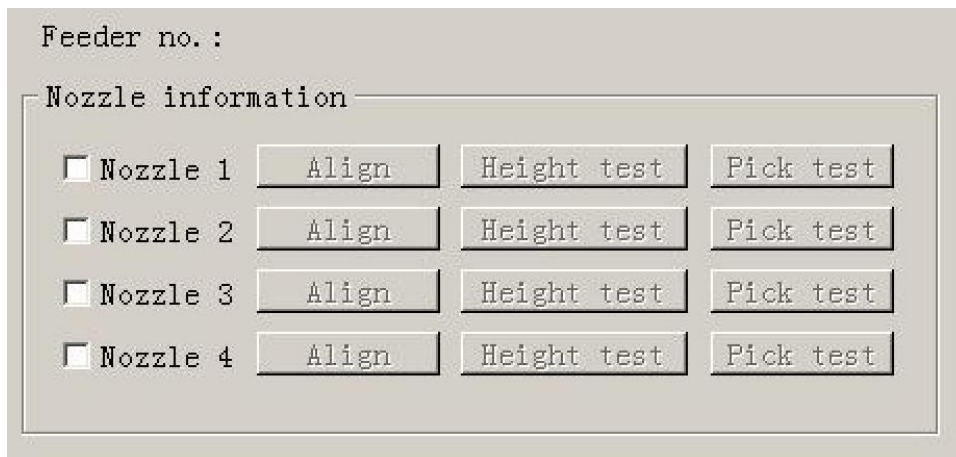 Feeder no.:
Nozzle information
Nozzle 1 Align Height test Pick test
Nozzle 2 Align Height test Pick test
Nozzle 3 Align Height test Pick test
Nozzle 4 Align Height test Pick test